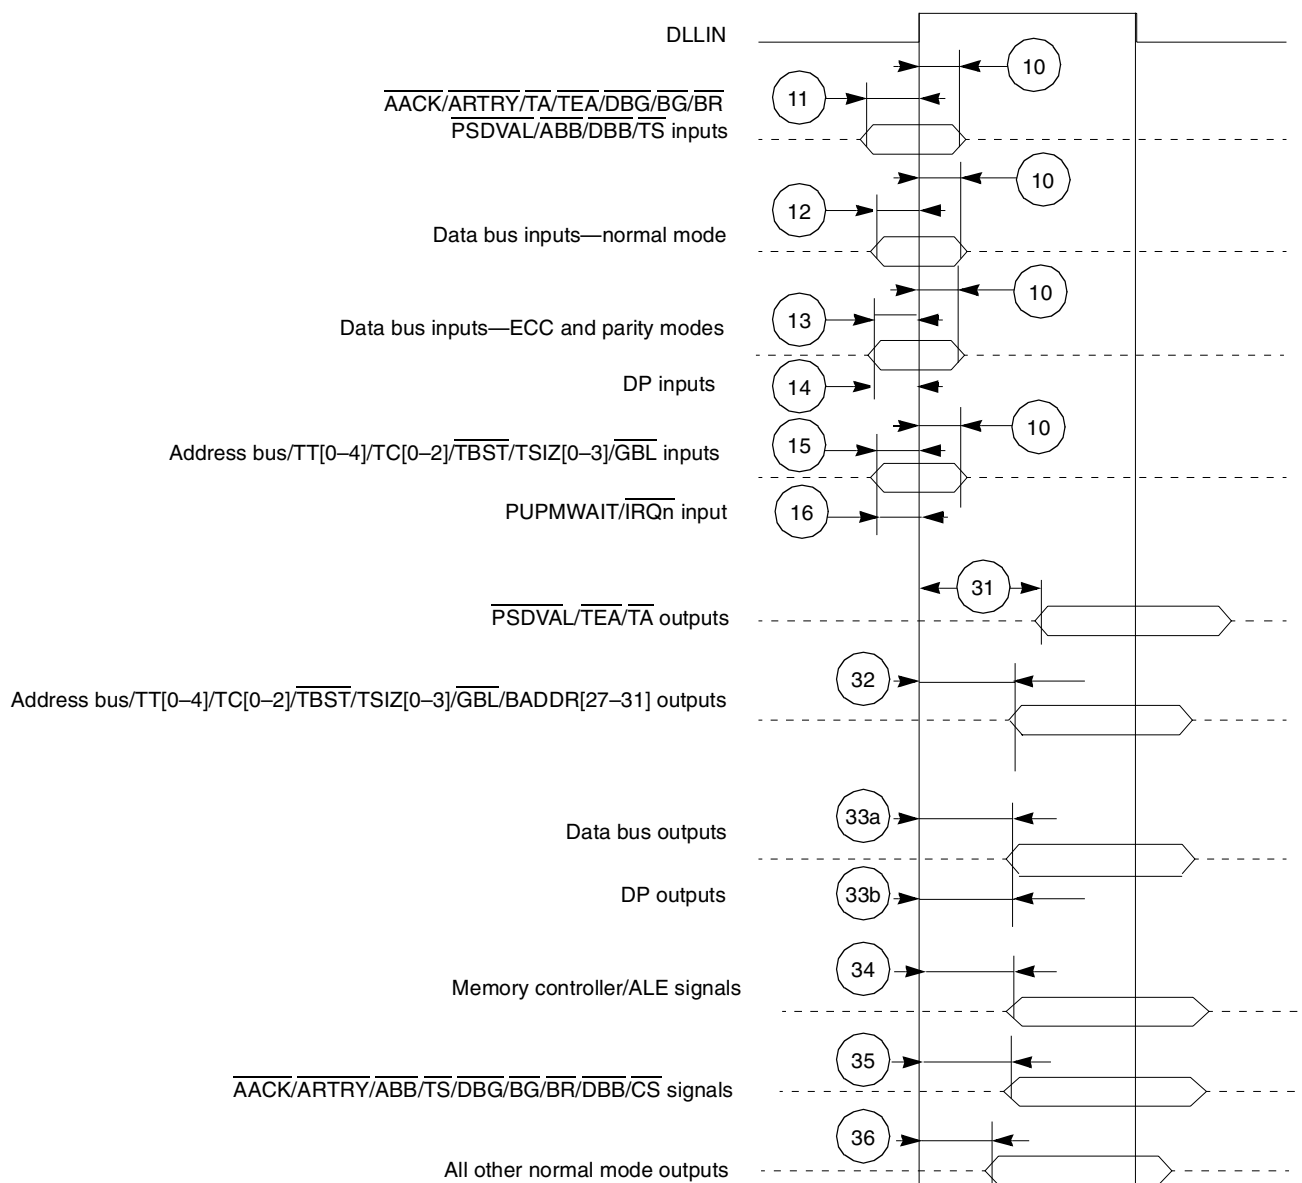 DLLIN
10
11
AACK/ARTRY/TA/TEA/DBG/BG/BR
PSDVAL/ABB/DBB/TS inputs
10
12
Data bus inputs—normal mode
10
13
Data bus inputs—ECC and parity modes
DP inputs
14
10
15
Address bus/TT[0–4]/TC[0–2]/TBST/TSIZ[0–3]/GBL inputs
PUPMWAIT/IRQn input
16
31
PSDVAL/TEA/TA outputs
32
Address bus/TT[0–4]/TC[0–2]/TBST/TSIZ[0–3]/GBL/BADDR[27–31] outputs
33a
Data bus outputs
DP outputs
33b
34
Memory controller/ALE signals
35
AACK/ARTRY/ABB/TS/DBG/BG/BR/DBB/CS signals
36
All other normal mode outputs